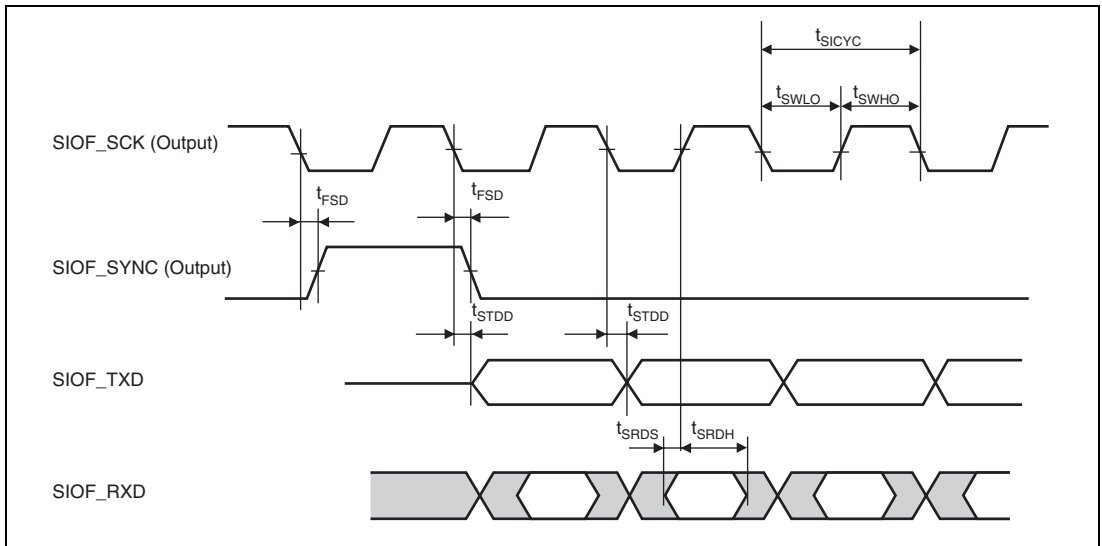 tSICYC
tSWLO tSWHO
SIOF_SCK (Output)
tFSD tFSD
SIOF_SYNC (Output)
tSTDD tSTDD
SIOF_TXD
tSRDS tSRDH
SIOF_RXD